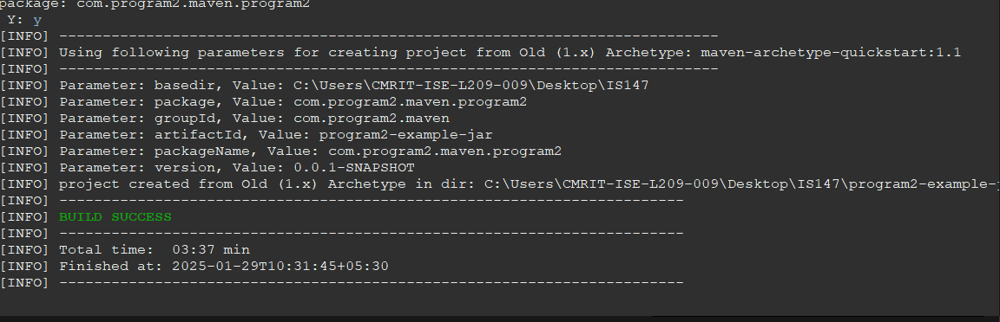 package: com.program2.maven.program2
Y: y
[INFO] ----------------------------------------------------------------------------
[INFO] Using following parameters for creating project from Old (1.x) Archetype: maven-archetype-quickstart:1.1
[INFO] ----------------------------------------------------------------------------
[INFO] Parameter: basedir, Value: C:\Users\CMRIT-ISE-L209-009\Desktop\IS147
[INFO] Parameter: package, Value: com.program2.maven.program2
[INFO] Parameter: groupId, Value: com.program2.maven
[INFO] Parameter: artifactId, Value: program2-example-jar
[INFO] Parameter: packageName, Value: com.program2.maven.program2
[INFO] Parameter: version, Value: 0.0.1-SNAPSHOT
[INFO] project created from Old (1.x) Archetype in dir: C:\Users\CMRIT-ISE-L209-009\Desktop\IS147\program2-example-
[INFO] ------------------------------------------------------------------------
[INFO] BUILD SUCCESS
[INFO] ------------------------------------------------------------------------
[INFO] Total time:  03:37 min
[INFO] Finished at: 2025-01-29T10:31:45+05:30
[INFO] ------------------------------------------------------------------------